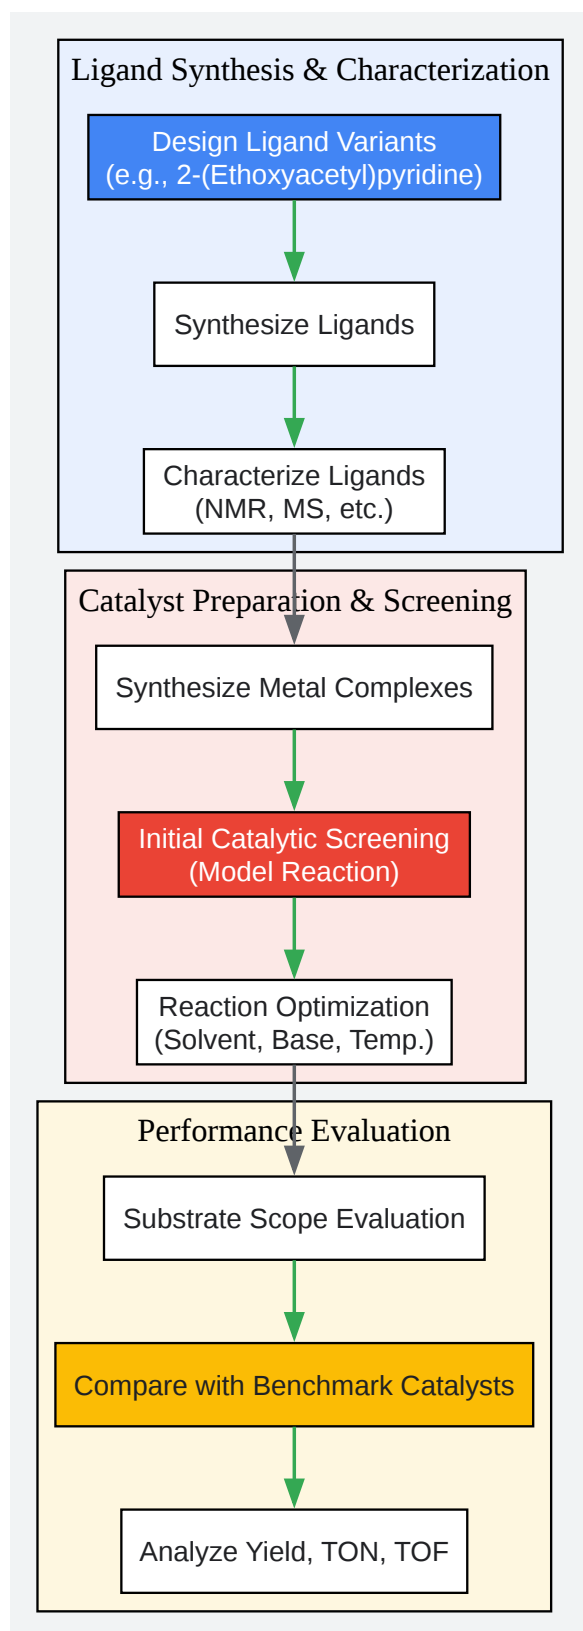 Ligand Synthesis & Characterization
Design Ligand Variants
(e.g., 2-(Ethoxyacetyl)pyridine)
Synthesize Ligands
Characterize Ligands
(NMR, MS, etc.)
Catalyst Preparation & Screening
Synthesize Metal Complexes
Initial Catalytic Screening
(Model Reaction)
Reaction Optimization
(Solvent, Base, Temp.)
Performance Evaluation
Substrate Scope Evaluation
Compare with Benchmark Catalysts
Analyze Yield, TON, TOF